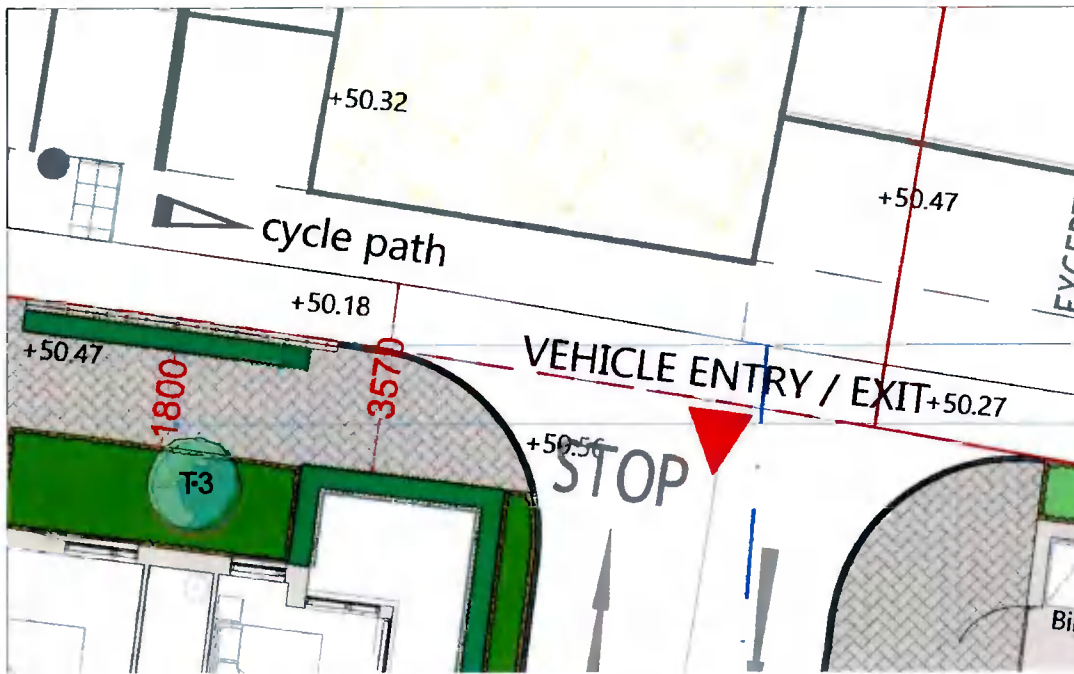 +50.32
+50.47
cycle path
+50.18
VEHICLE ENTRY / EXIT
+50.27
+50.47
1800
3570
STOP
T-3